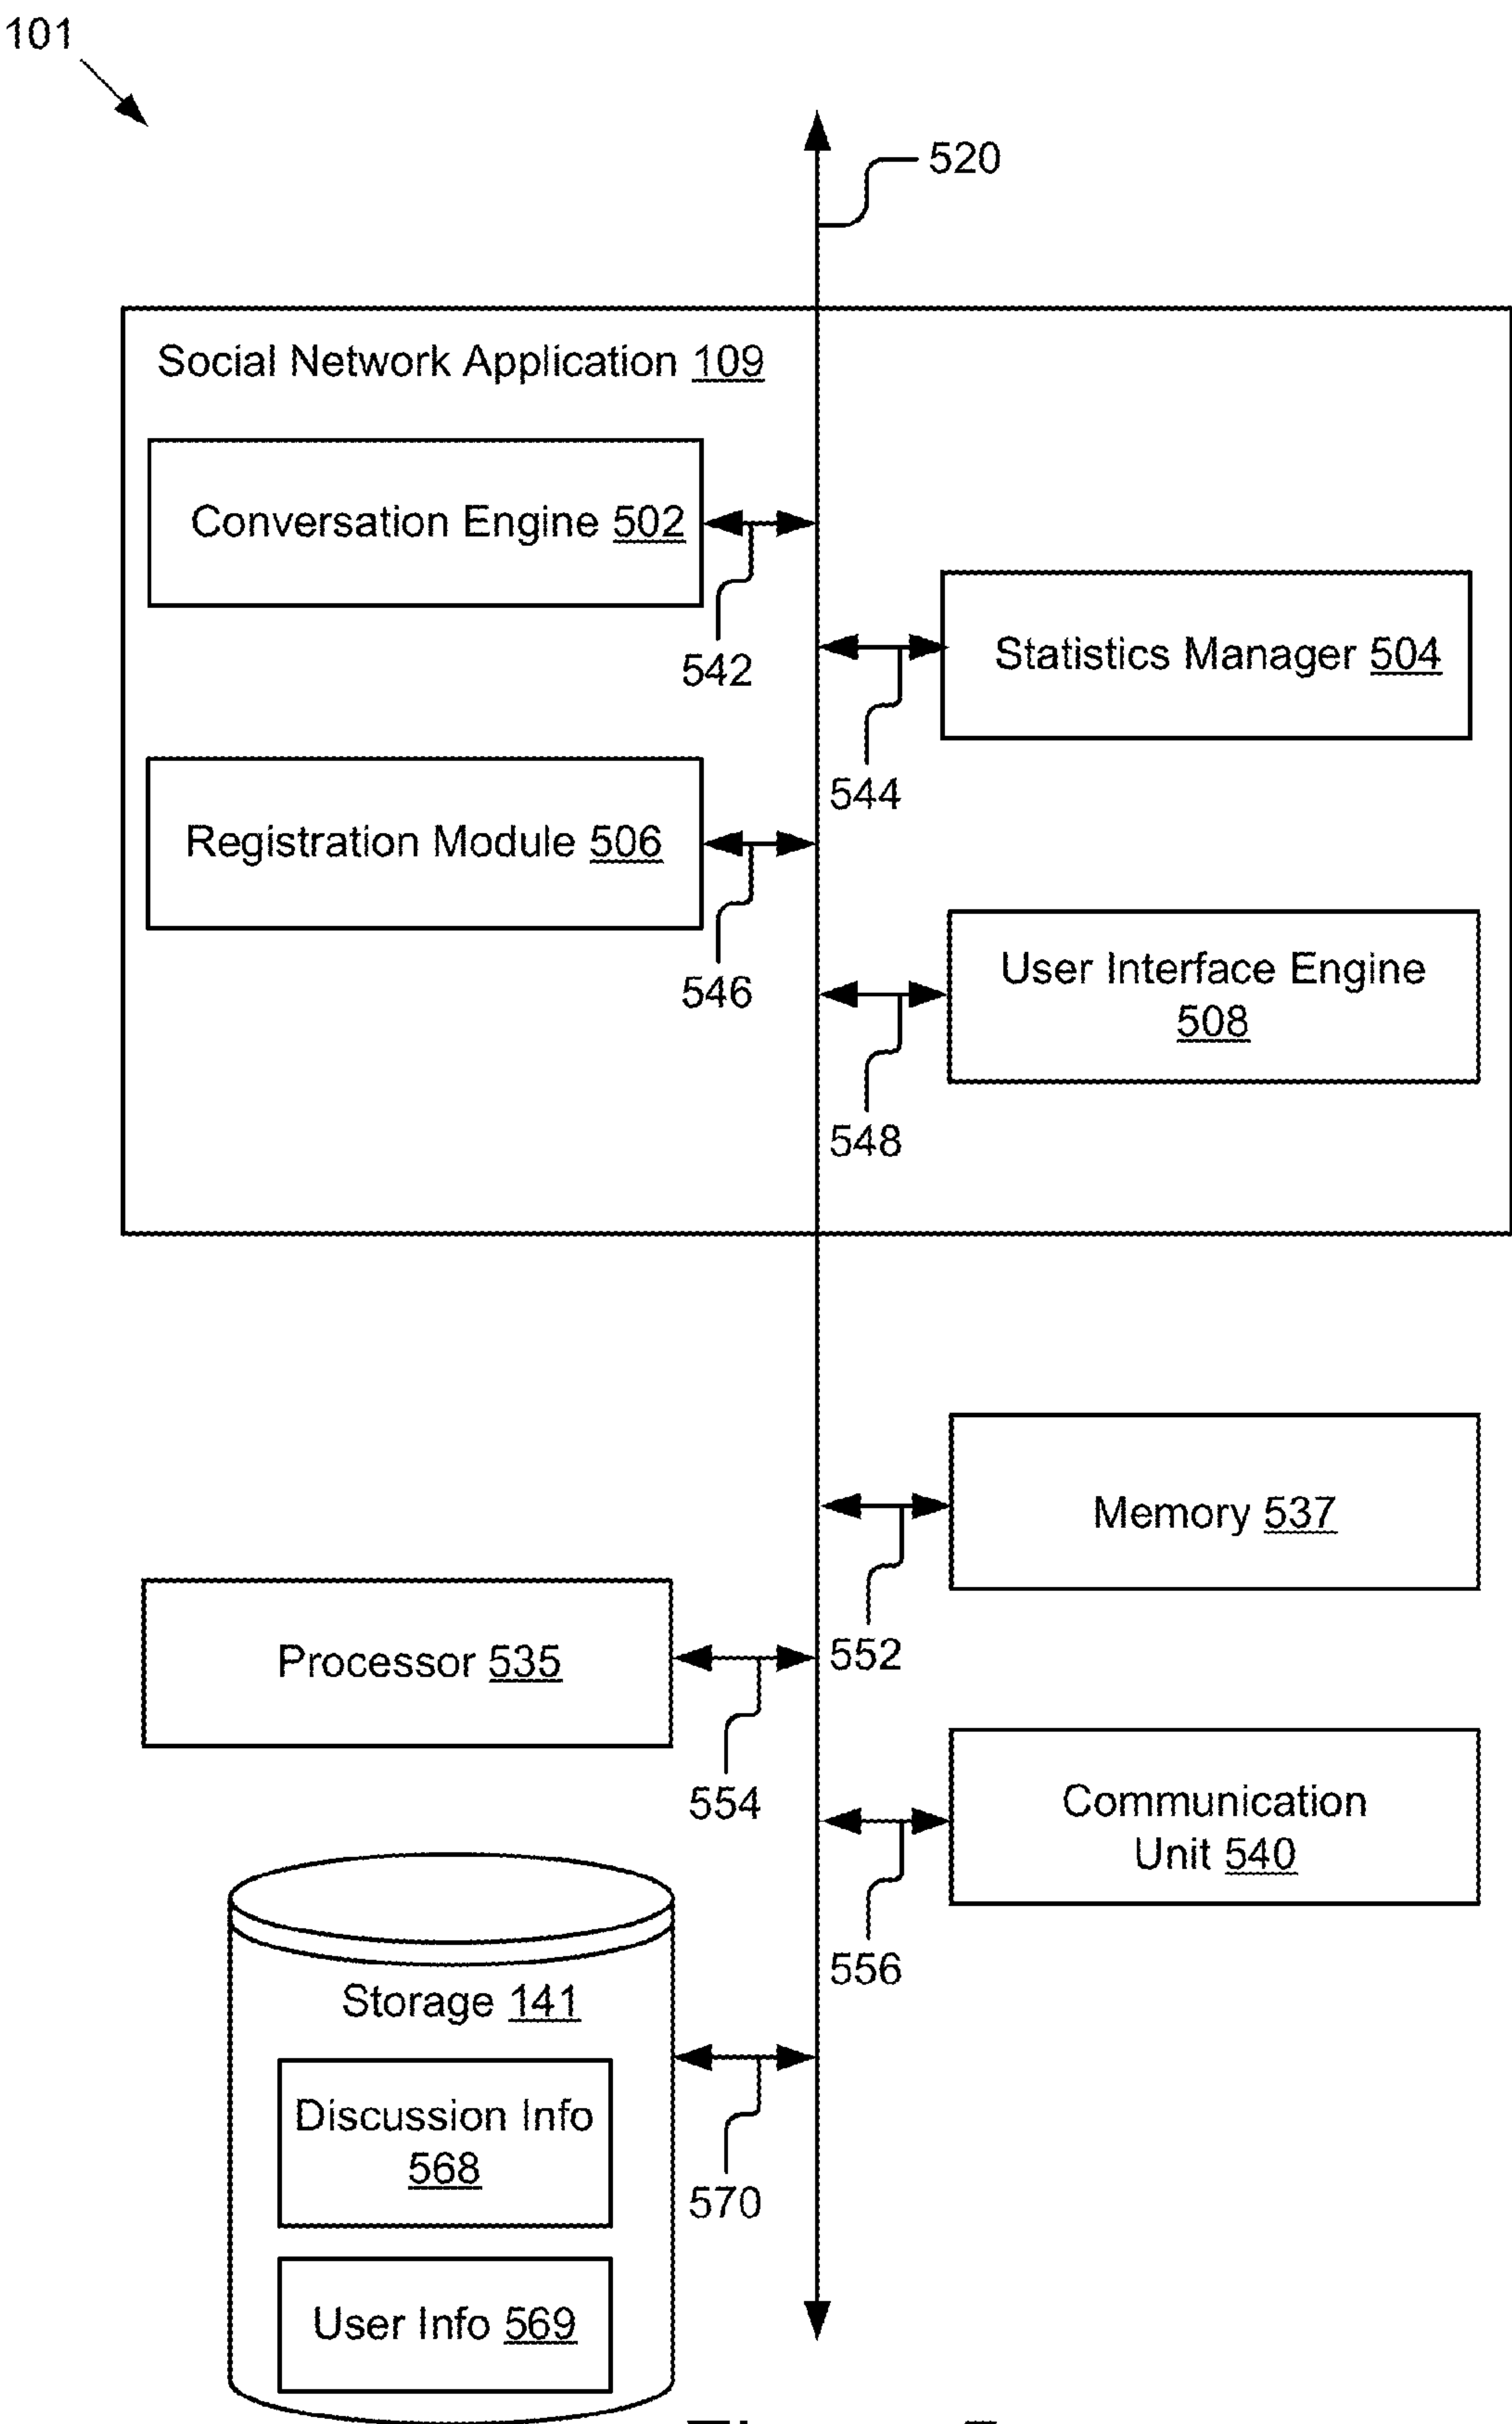 101
520
Social Network Application 109
Conversation Engine 502
542
Statistics Manager 504
544
Registration Module 506
546
User Interface Engine
508
548
Memory 537
552
Processor 535
554
Communication
Unit 540
556
Storage 141
Discussion Info
568
570
User Info 569